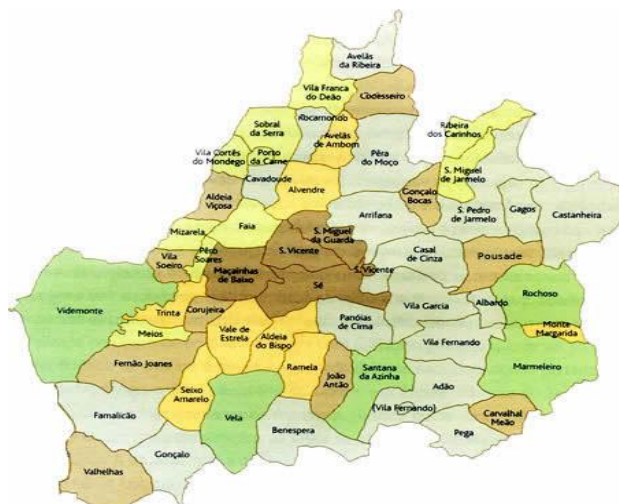 Avelãs
da Ribeira
Vila Franca
do Deão
Codesseiro
Rocamondo
Sobral
da Serra
Avelãs
de Ambom
Ribeira
dos Carinhos
Vila Cortês
do Mondego
Porto
da Carne
Pêra
do Moço
Cavadoude
S. Miguel
de Jarmelo
Aldeia
Viçosa
Alvendre
Gonçalo
Bocas
S. Pedro
de Jarmelo
Gagos
Castanheira
Arrifana
Faia
Mizarela
S. Miguel
da Guarda
Pêro
Soares
S. Vicente
Casal
de Cinza
Pousade
Vila
Soeiro
Maçainhas
de Baixo
S. Vicente
Sé
Rochoso
Videmonte
Trinta
Corujeira
Vila Garcia
Albardo
Panóias
de Cima
Meios
Vale de
Estrela
Aldeia
do Bispo
Monte
Margarida
Vila Fernando
Fernão Joanes
Ramela
João
Antão
Santana
da Azinha
Marmeleiro
Adão
Seixo
Amarelo
Famalicão
Vela
(Vila Fernando)
Carvalhal
Meão
Benespera
Pega
Gonçalo
Valhelhas